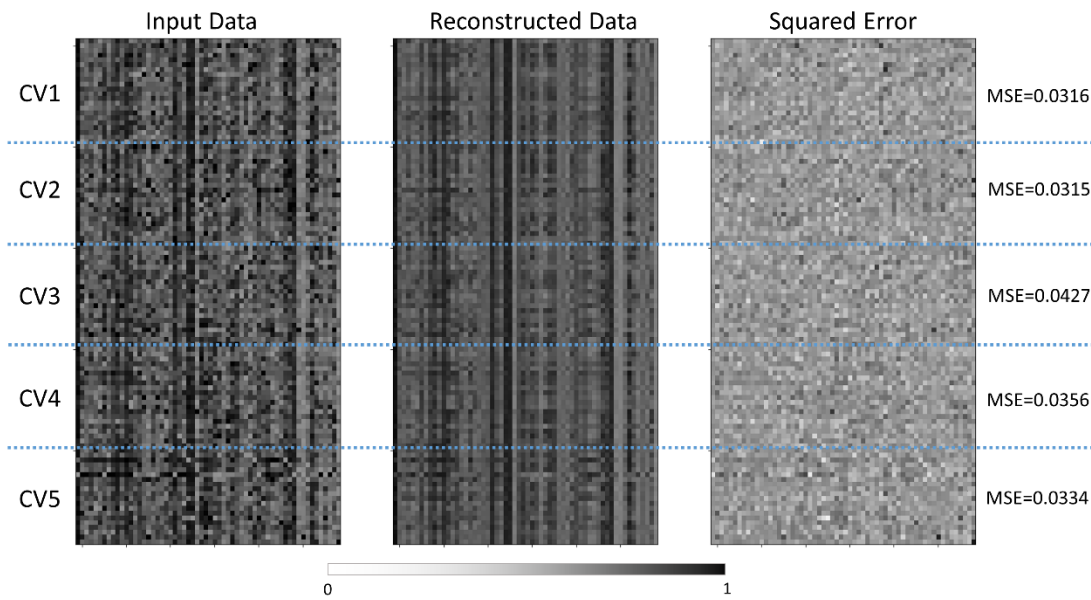 Input Data
Reconstructed Data
Squared Error
CV1
MSE=0.0316
CV2
MSE=0.0315
CV3
MSE=0.0427
CV4
MSE=0.0356
CV5
MSE=0.0334
0
1